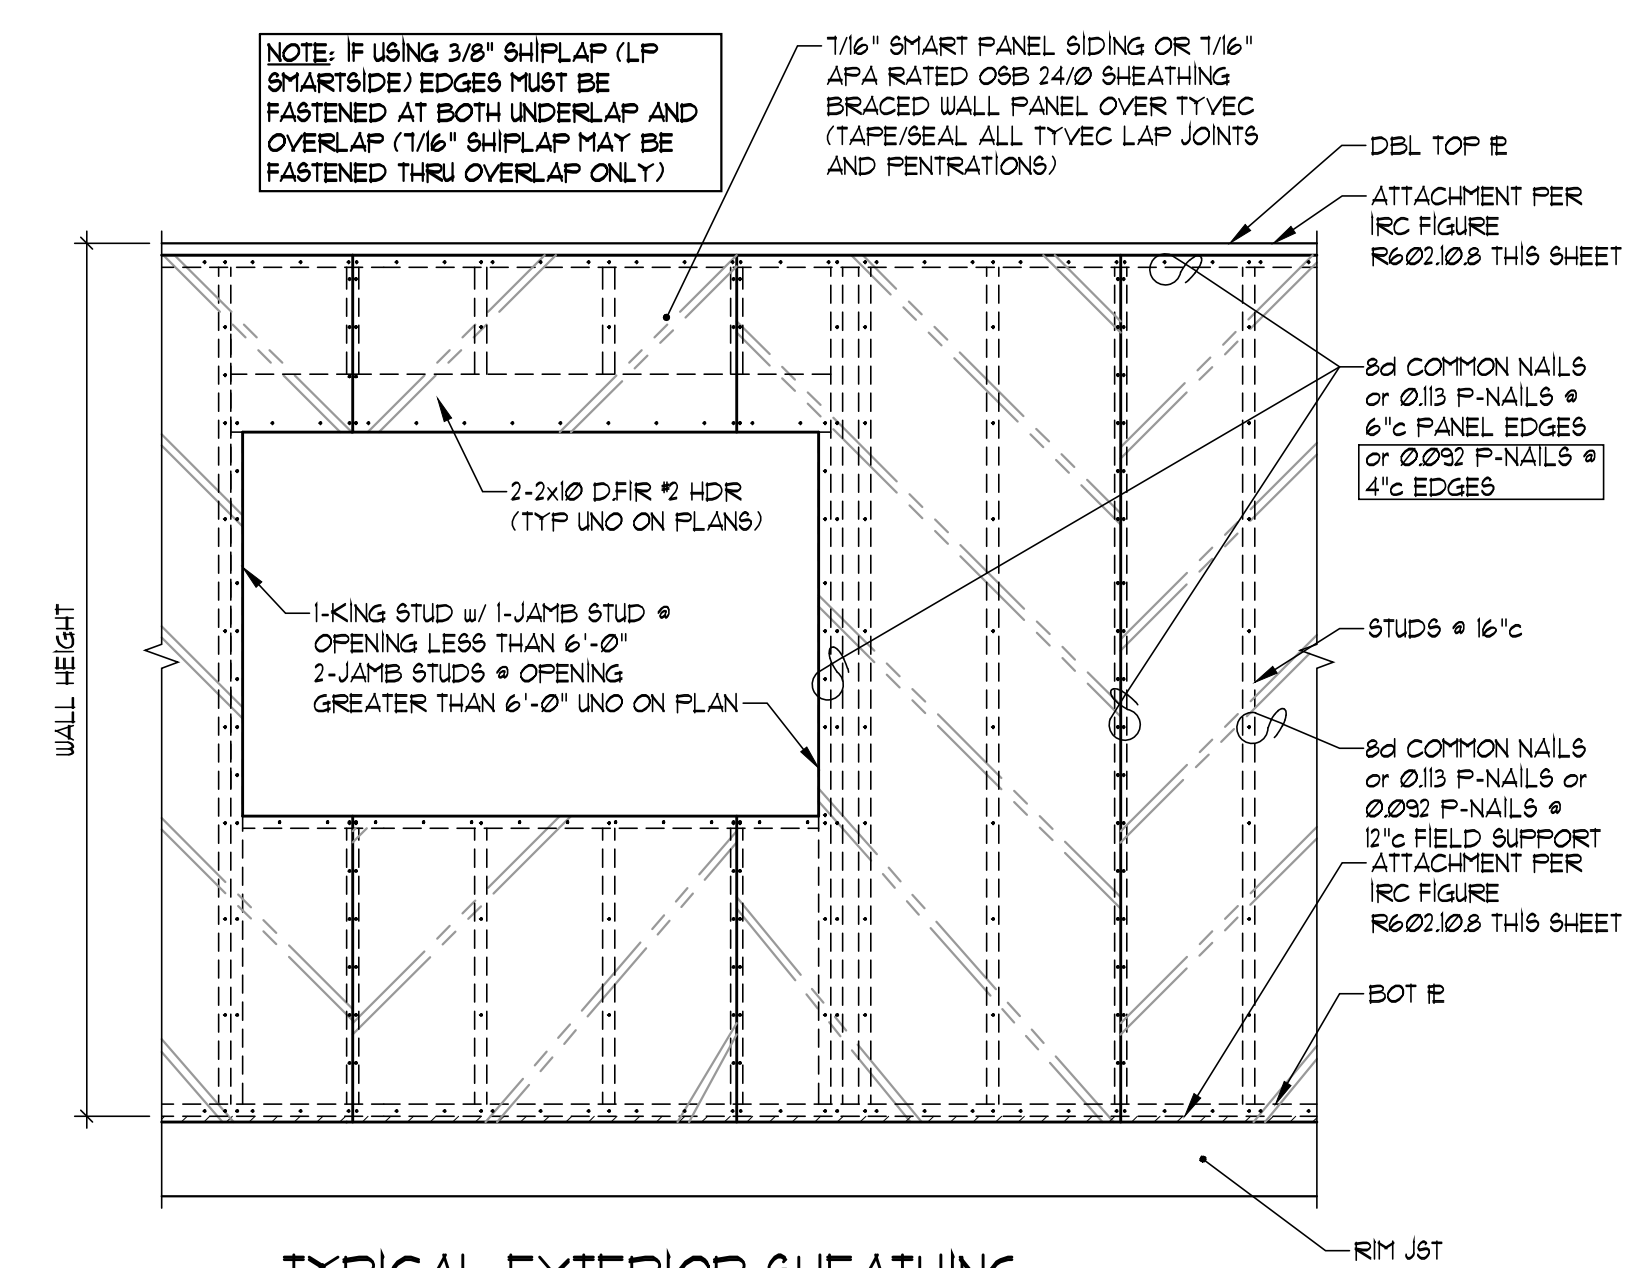 NOTE: IF USING 3/8" SHIPLAP (LP
SMARTSIDE) EDGES MUST BE
FASTENED AT BOTH UNDERLAP AND
OVERLAP (7/16" SHIPLAP MAY BE
FASTENED THRU OVERLAP ONLY)
7/16" SMART PANEL SIDING OR 7/16"
APA RATED OSB 24/0 SHEATHING
BRACED WALL PANEL OVER TYVEC
(TAPE/SEAL ALL TYVEC LAP JOINTS
AND PENTRATIONS)
DBL TOP PL
ATTACHMENT PER
IRC FIGURE
R602.10.8 THIS SHEET
8d COMMON NAILS
or 0.113 P-NAILS @
6"c PANEL EDGES
or 0.092 P-NAILS @
4"c EDGES
2-2x10 D.FIR #2 HDR
(TYP UNO ON PLANS)
1-KING STUD w/ 1-JAMB STUD @
OPENING LESS THAN 6'-0"
2-JAMB STUDS @ OPENING
GREATER THAN 6'-0" UNO ON PLAN
WALL HEIGHT
STUDS @ 16"c
8d COMMON NAILS
or 0.113 P-NAILS or
0.092 P-NAILS @
12"c FIELD SUPPORT
ATTACHMENT PER
IRC FIGURE
R602.10.8 THIS SHEET
BOT PL
RIM JST
TYPICAL EXTERIOR SHEATHING